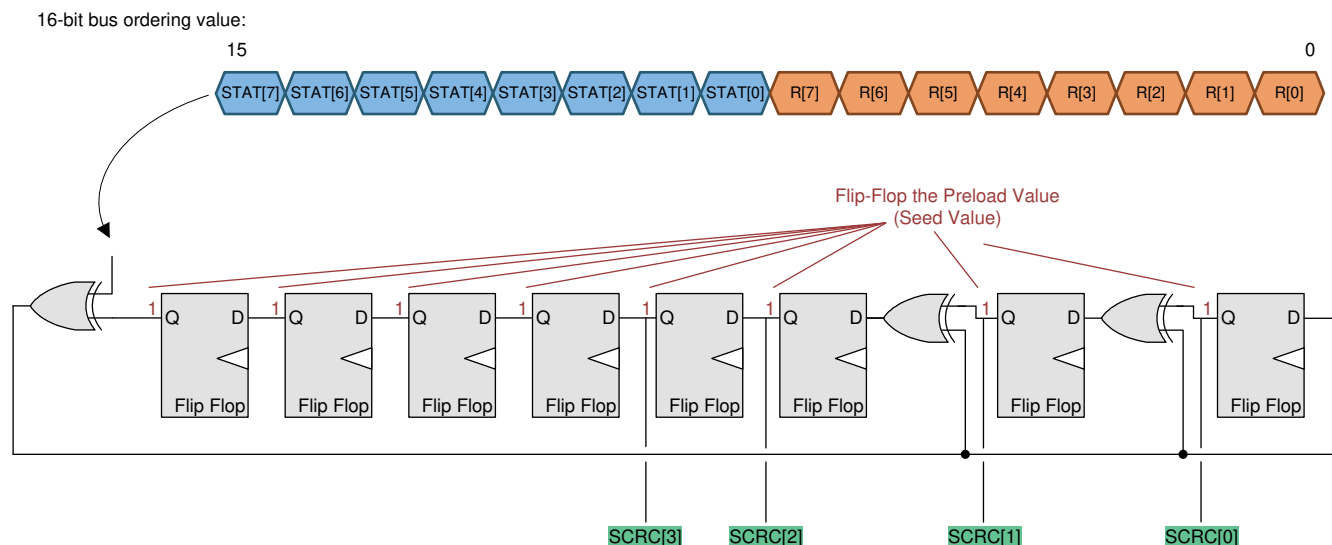 16-bit bus ordering value:
15 0
STAT[7] STAT[6] STAT[5] STAT[4] STAT[3] STAT[2] STAT[1] STAT[0] R[7] R[6] R[5] R[4] R[3] R[2] R[1] R[0]
Flip-Flop the Preload Value
(Seed Value)
1 1 1 1 1 1 1 1
Q D Q D Q D Q D Q D Q D Q D Q D
Flip Flop Flip Flop Flip Flop Flip Flop Flip Flop Flip Flop Flip Flop Flip Flop
SCRC[3] SCRC[2] SCRC[1] SCRC[0]